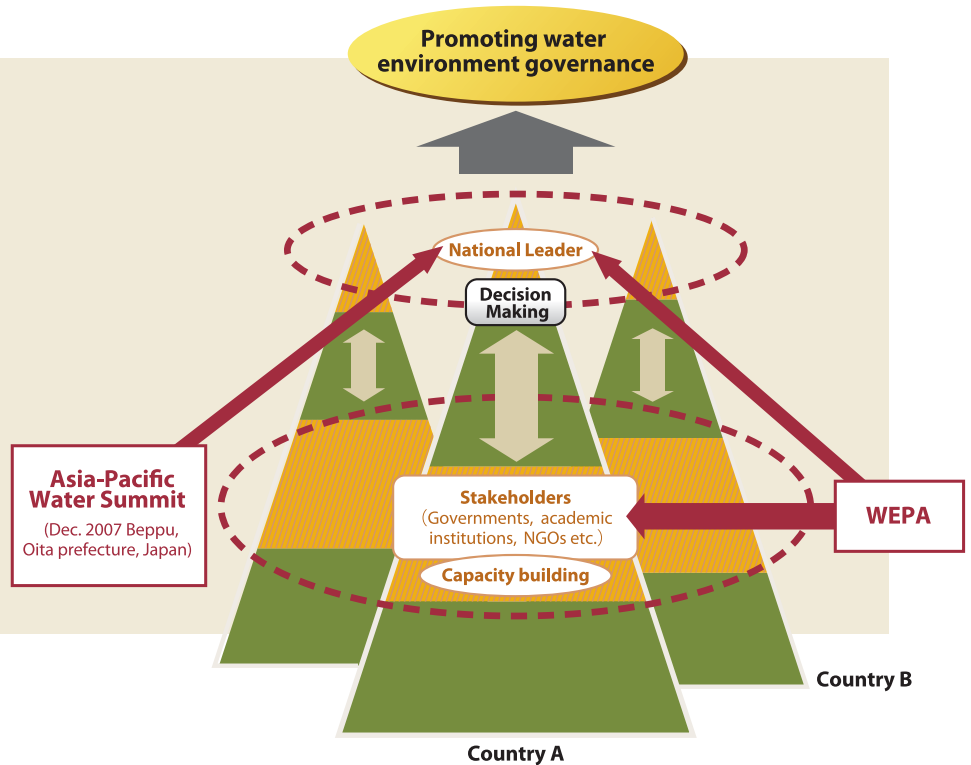 Promoting water
environment governance
National Leader
Decision
Making
Asia-Pacific
Water Summit
(Dec. 2007 Beppu,
Oita prefecture, Japan)
Stakeholders
(Governments, academic
institutions, NGOs etc.)
Capacity building
WEPA
Country B
Country A